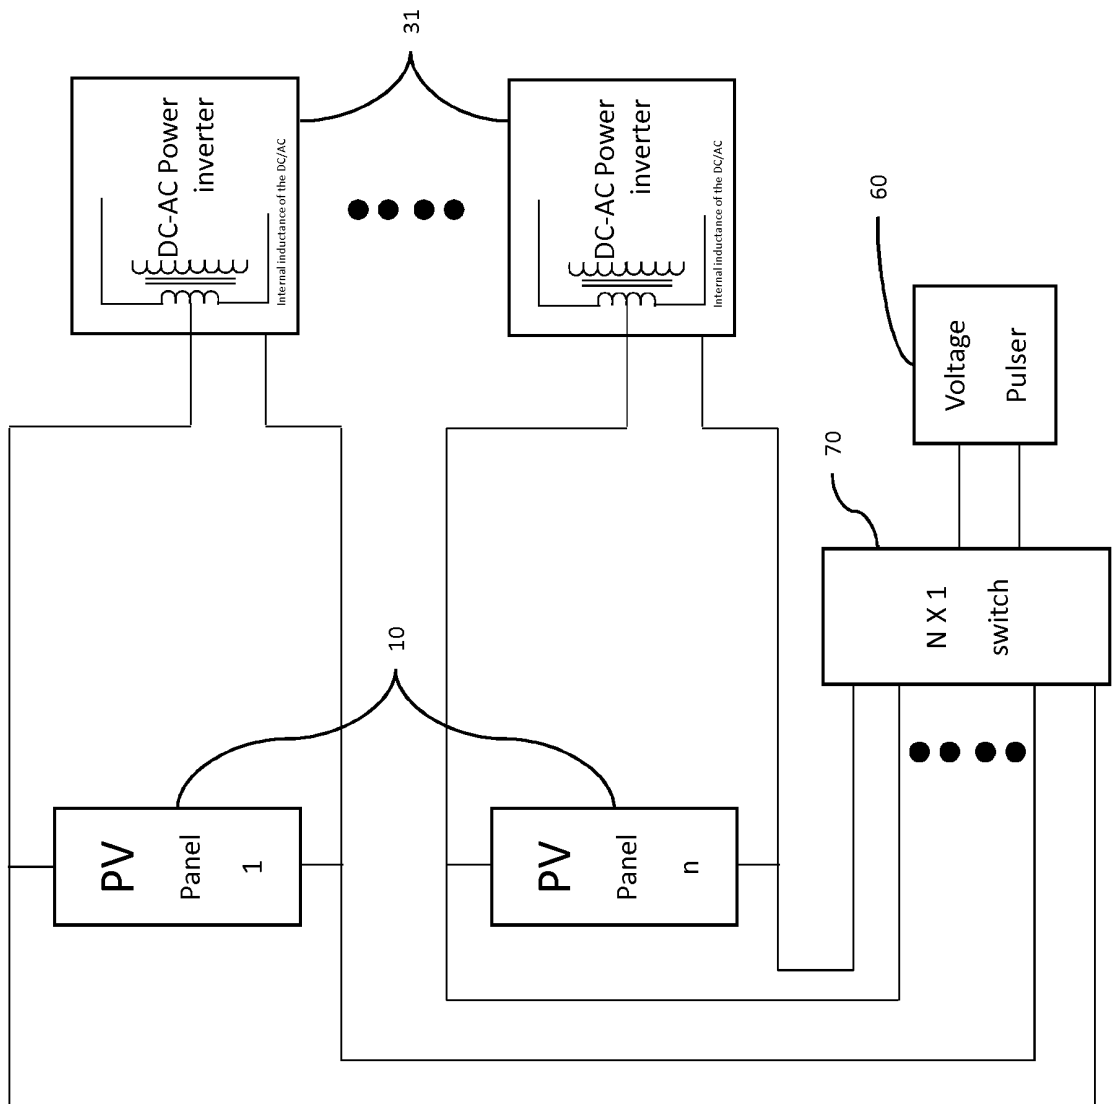 31
DC-AC Power
inverter
Internal inductance of the DC/AC
DC-AC Power
inverter
Internal inductance of the DC/AC
60
Voltage
Pulser
70
N X 1
switch
10
PV
Panel
1
PV
Panel
n